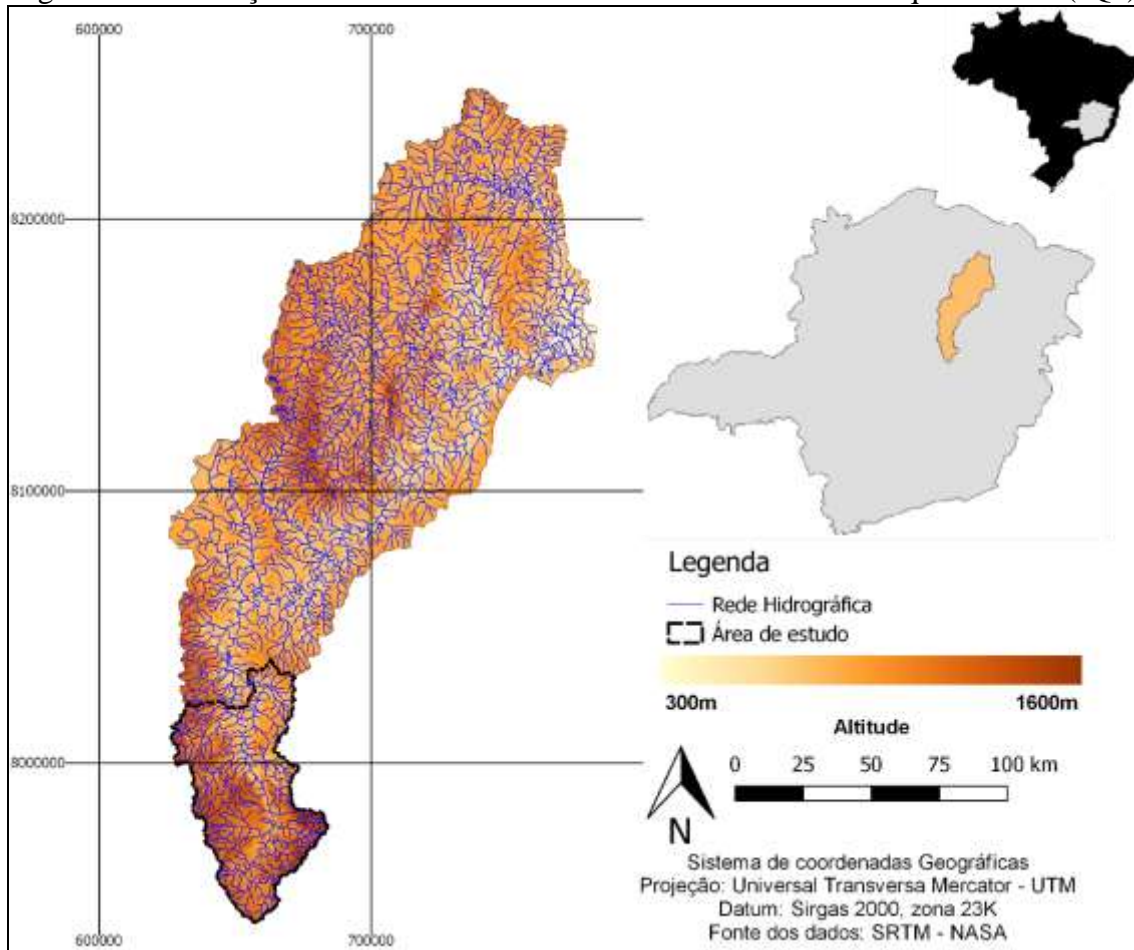 600000
700000
8200000
8100000
8000000
600000
700000
Legenda
Rede Hidrográfica
Área de estudo
300m
1600m
Altitude
0 25 50 75 100 km
N
Sistema de coordenadas Geográficas
Projeção: Universal Transversa Mercator - UTM
Datum: Sirgas 2000, zona 23K
Fonte dos dados: SRTM - NASA